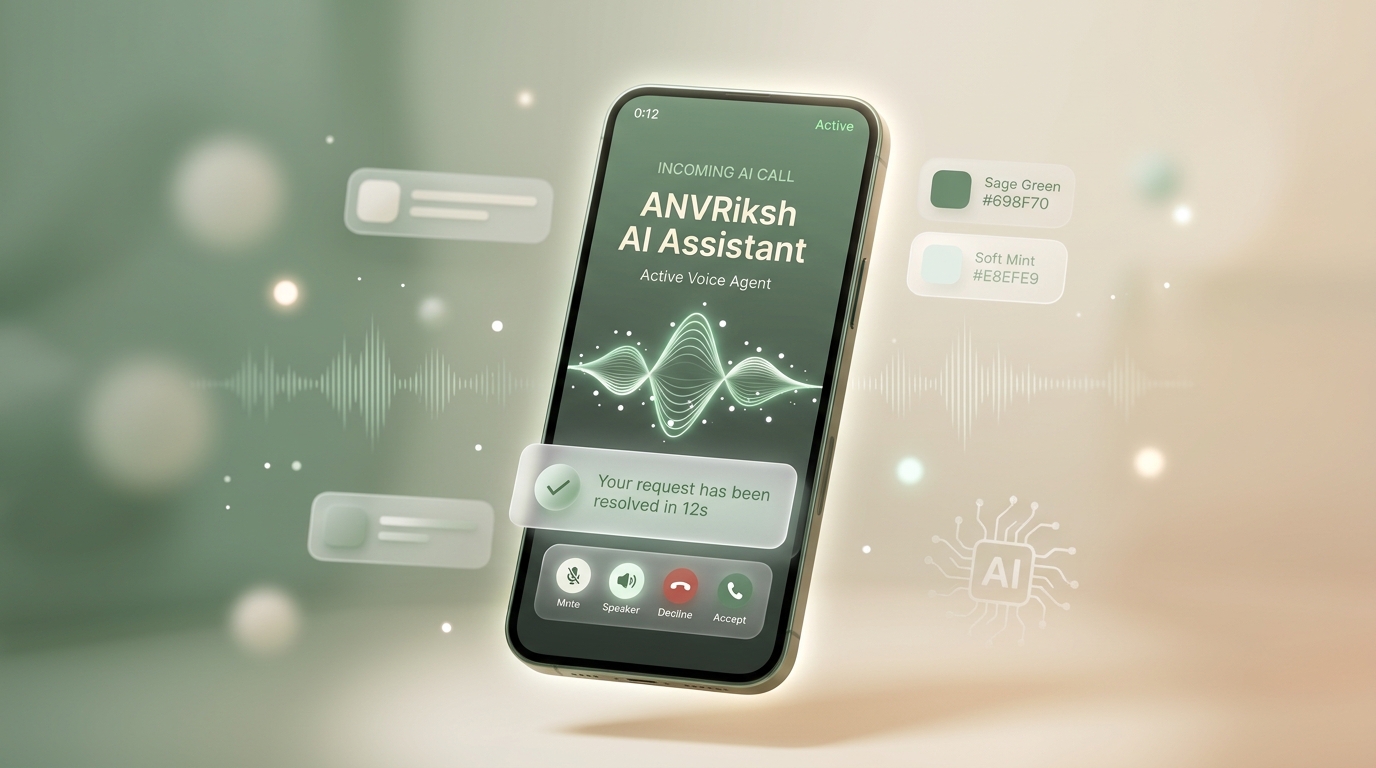 0:12
Active
INCOMING AI CALL
ANVRiksh
AI Assistant
Active Voice Agent
Your request has been
resolved in 12s
Mnte
Speaker
Decline
Accept
Sage Green
#698F70
Soft Mint
#E8EFE9
AI